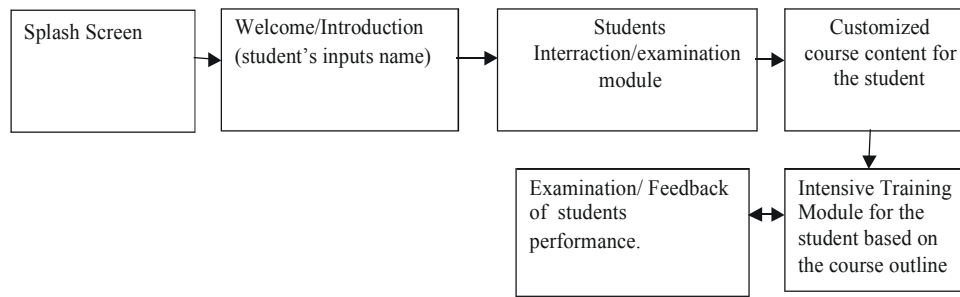 Splash Screen
Welcome/Introduction
(student’s inputs name)
Students
Interraction/examination
module
Customized
course content for
the student
Examination/ Feedback
of students
performance.
Intensive Training
Module for the
student based on
the course outline